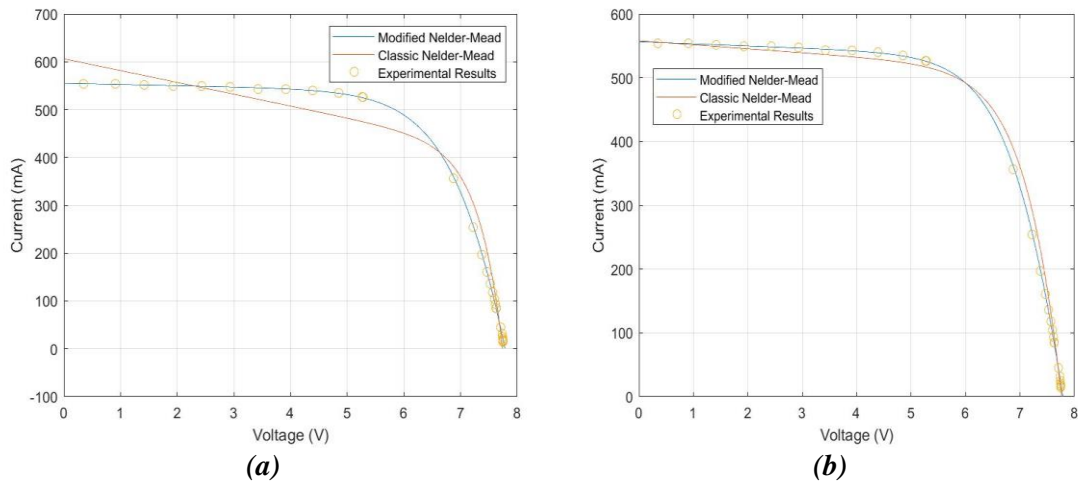 700
600
500
400
300
200
100
0
-100
Current (mA)
0 1 2 3 4 5 6 7 8
Voltage (V)
Modified Nelder-Mead
Classic Nelder-Mead
Experimental Results
(a)
600
500
400
300
200
100
0
Current (mA)
0 1 2 3 4 5 6 7 8
Voltage (V)
Modified Nelder-Mead
Classic Nelder-Mead
Experimental Results
(b)